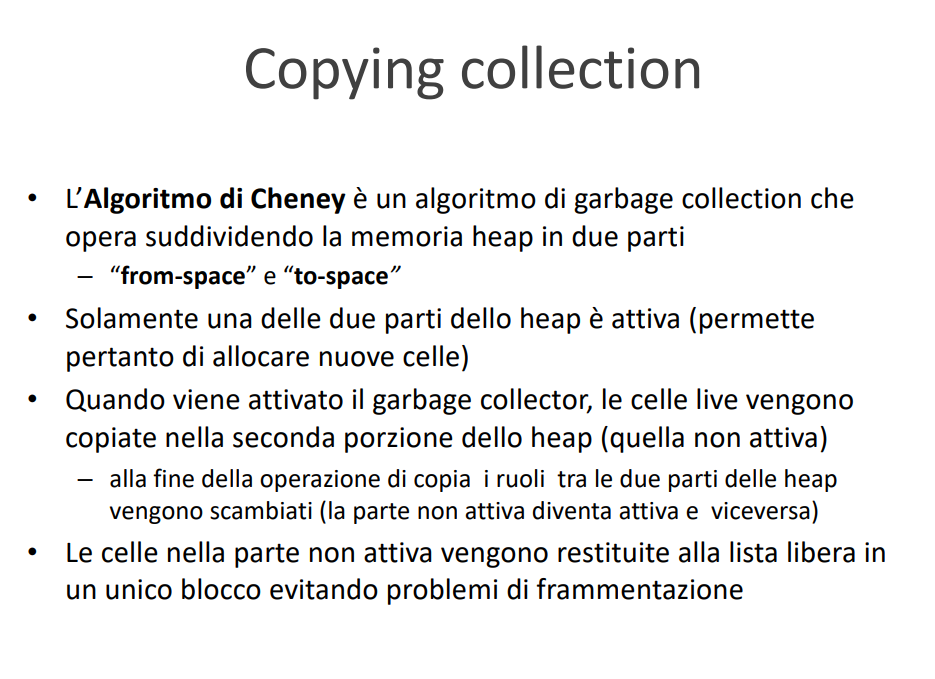 Copying collection
• L’Algoritmo di Cheney è un algoritmo di garbage collection che
opera suddividendo la memoria heap in due parti
– “from-space” e “to-space”
• Solamente una delle due parti dello heap è attiva (permette
pertanto di allocare nuove celle)
• Quando viene attivato il garbage collector, le celle live vengono
copiate nella seconda porzione dello heap (quella non attiva)
– alla fine della operazione di copia i ruoli tra le due parti delle heap
vengono scambiati (la parte non attiva diventa attiva e viceversa)
• Le celle nella parte non attiva vengono restituite alla lista libera in
un unico blocco evitando problemi di frammentazione